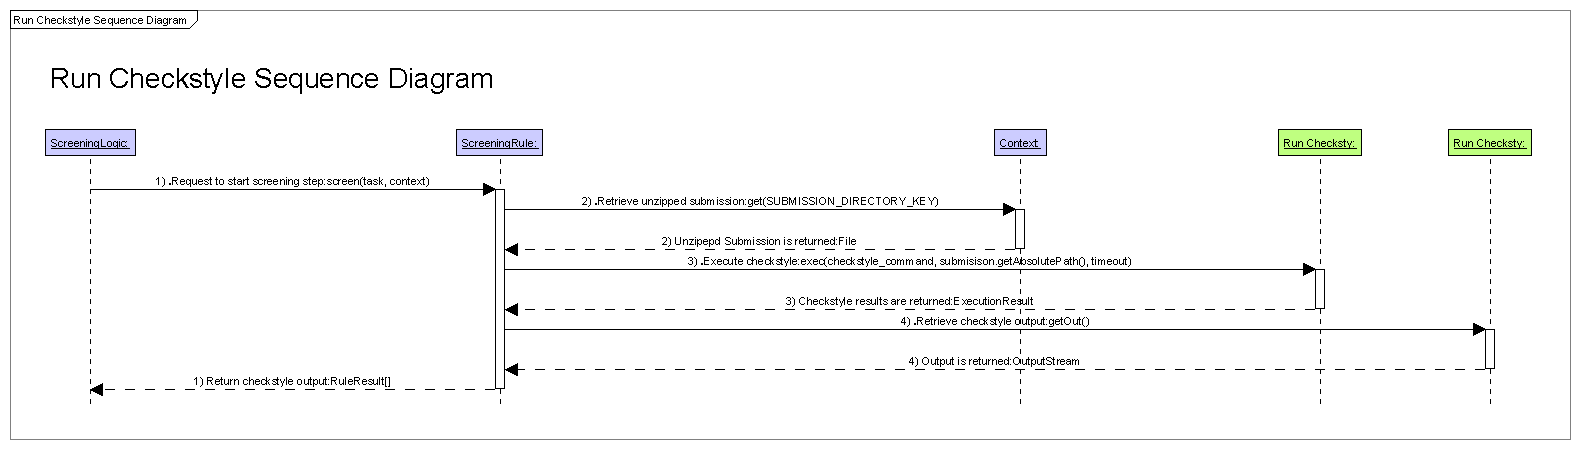 Run Checkstyle Sequence Diagram
Run Checkstyle Sequence Diagram
ScreeningLogic:
ScreeningRule:
Context:
Run Checksty:
Run Checksty:
1) .Request to start screening step:screen(task, context)
2) .Retrieve unzipped submission:get(SUBMISSION_DIRECTORY_KEY)
2) Unzipepd Submission is returned:File
3) .Execute checkstyle:exec(checkstyle_command, submisison.getAbsolutePath(), timeout)
3) Checkstyle results are returned:ExecutionResult
4) .Retrieve checkstyle output:getOut()
4) Output is returned:OutputStream
1) Return checkstyle output:RuleResult[]